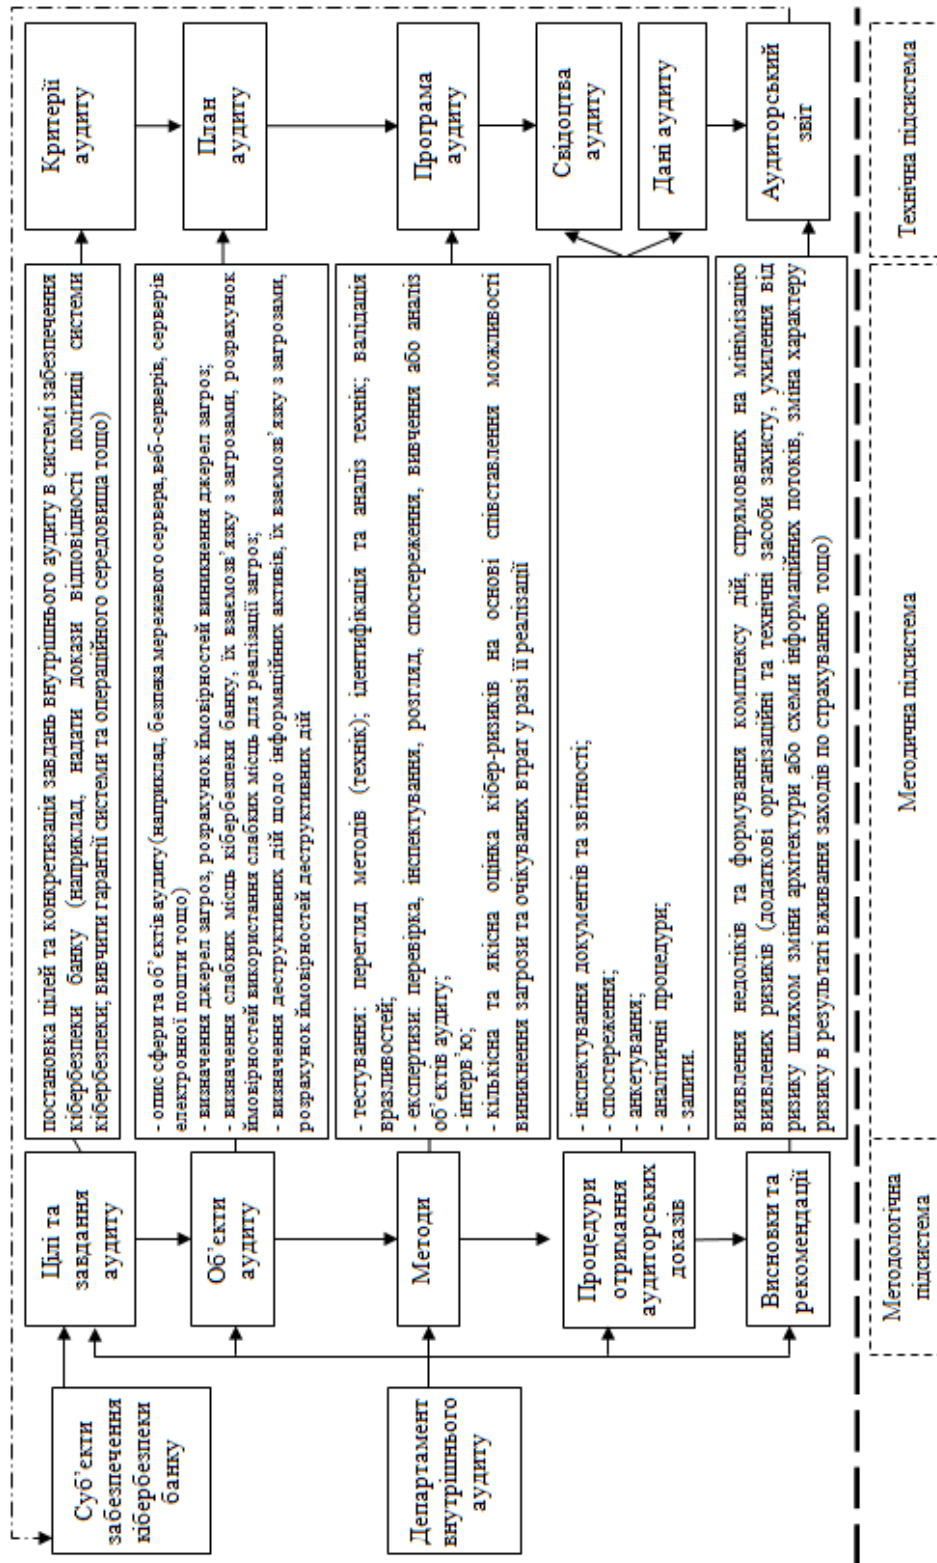 Суб’єкти
забезпечення
кібербезпеки
банку
Департамент
внутрішнього
аудиту
Цілі та
завдання
аудиту
постановка цілей та конкретизація завдань внутрішнього аудиту в системі забезпечення
кібербезпеки банку (наприклад, надати докази відповідності політиці системи
кібербезпеки; вивчити гарантії системи та операційного середовища тощо)
Критерії
аудиту
Об’єкти
аудиту
- опис сфери та об’єктів аудиту (наприклад, безпека мережевого сервера, веб-серверів, серверів
електронної пошти тощо)
- визначення джерел загроз, розрахунок ймовірностей виникнення джерел загроз;
- визначення слабких місць кібербезпеки банку, їх взаємозв’язку з загрозами, розрахунок
ймовірностей використання слабких місць для реалізації загроз;
- визначення деструктивних дій щодо інформаційних активів, їх взаємозв’язку з загрозами,
розрахунок ймовірностей деструктивних дій
План
аудиту
Методи
- тестування: перегляд методів (технік); ідентифікація та аналіз технік; валідація
вразливостей;
- експертизи: перевірка, інспектування, розгляд, спостереження, вивчення або аналіз
об’єктів аудиту;
- інтерв’ю;
- кількісна та якісна оцінка кібер-ризиків на основі співставлення можливості
виникнення загрози та очікуваних втрат у разі її реалізації
Програма
аудиту
Процедури
отримання
аудиторських
доказів
- інспектування документів та звітності;
- спостереження;
- анкетування;
- аналітичні процедури;
- запити.
Свідоцтва
аудиту
Дані аудиту
Висновки та
рекомендації
виявлення недоліків та формування комплексу дій, спрямованих на мінімізацію
виявлених ризиків (додаткові організаційні та технічні засоби захисту, ухилення від
ризику шляхом зміни архітектури або схеми інформаційних потоків, зміна характеру
ризику в результаті вживання заходів по страхуванню тощо)
Аудиторський
звіт
Методологічна
підсистема
Методична підсистема
Технічна підсистема